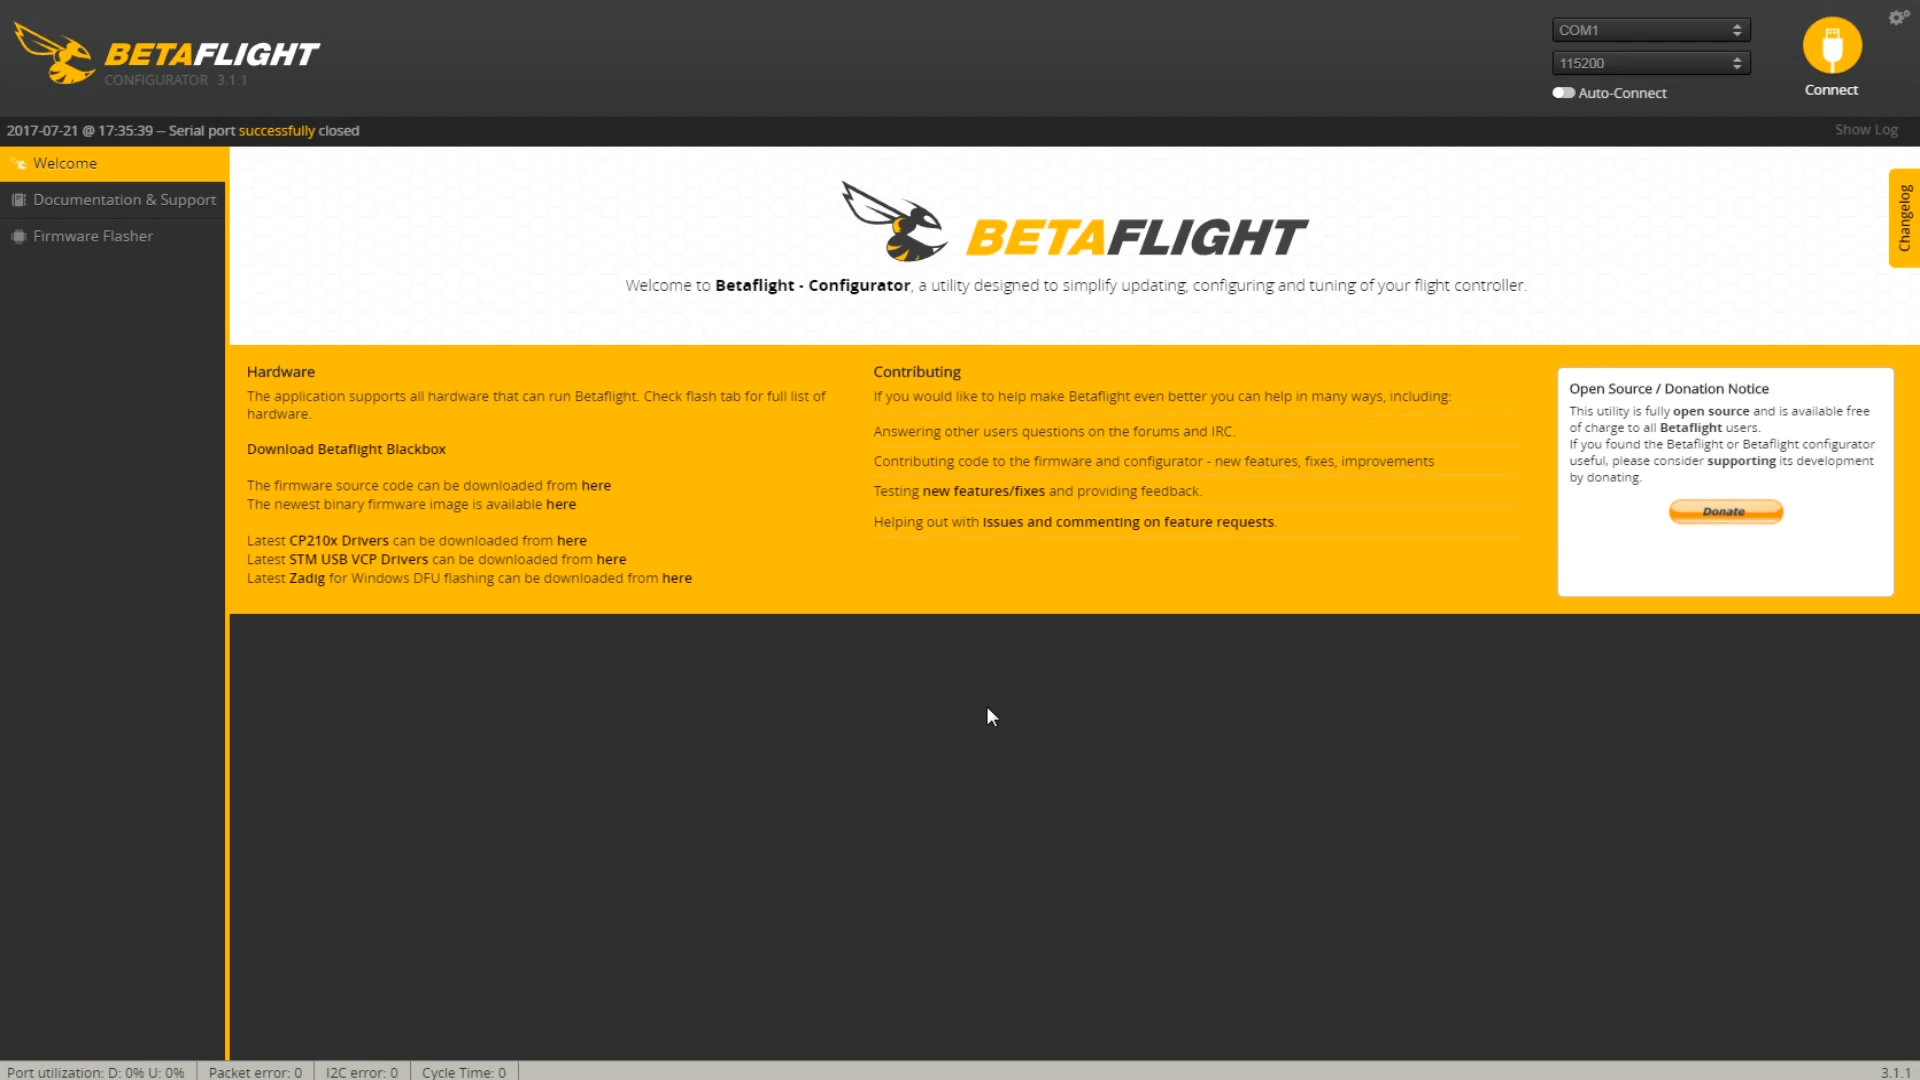 BETAFLIGHT
CONFIGURATOR 3.1.1
COM1
115200
Auto-Connect
Connect
2017-07-21 @ 17:35:39 -- Serial port successfully closed
Show Log
Welcome
Documentation & Support
Firmware Flasher
BETAFLIGHT
Welcome to Betaflight - Configurator, a utility designed to simplify updating, configuring and tuning of your flight controller.
Changelog
Hardware
The application supports all hardware that can run Betaflight. Check flash tab for full list of
hardware.
Download Betaflight Blackbox
The firmware source code can be downloaded from here
The newest binary firmware image is available here
Latest CP210x Drivers can be downloaded from here
Latest STM USB VCP Drivers can be downloaded from here
Latest Zadig for Windows DFU flashing can be downloaded from here
Contributing
If you would like to help make Betaflight even better you can help in many ways, including:
Answering other users questions on the forums and IRC.
Contributing code to the firmware and configurator - new features, fixes, improvements
Testing new features/fixes and providing feedback.
Helping out with issues and commenting on feature requests.
Open Source / Donation Notice
This utility is fully open source and is available free
of charge to all Betaflight users.
If you found the Betaflight or Betaflight configurator
useful, please consider supporting its development
by donating.
Donate
Port utilization: D: 0% U: 0%
Packet error: 0
I2C error: 0
Cycle Time: 0
3.1.1